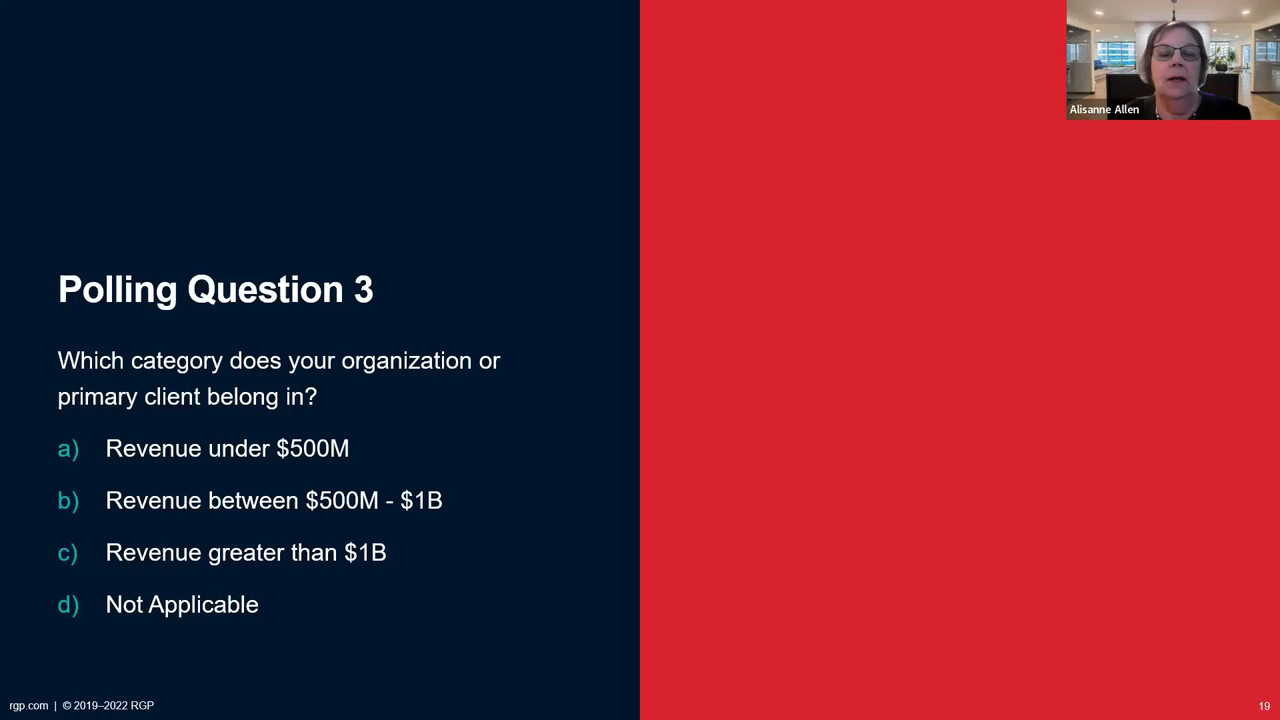 Alisanne Allen
Polling Question 3
Which category does your organization or
primary client belong in?
a) Revenue under $500M
b) Revenue between $500M - $1B
c) Revenue greater than $1B
d) Not Applicable
rgp.com | © 2019–2022 RGP
19